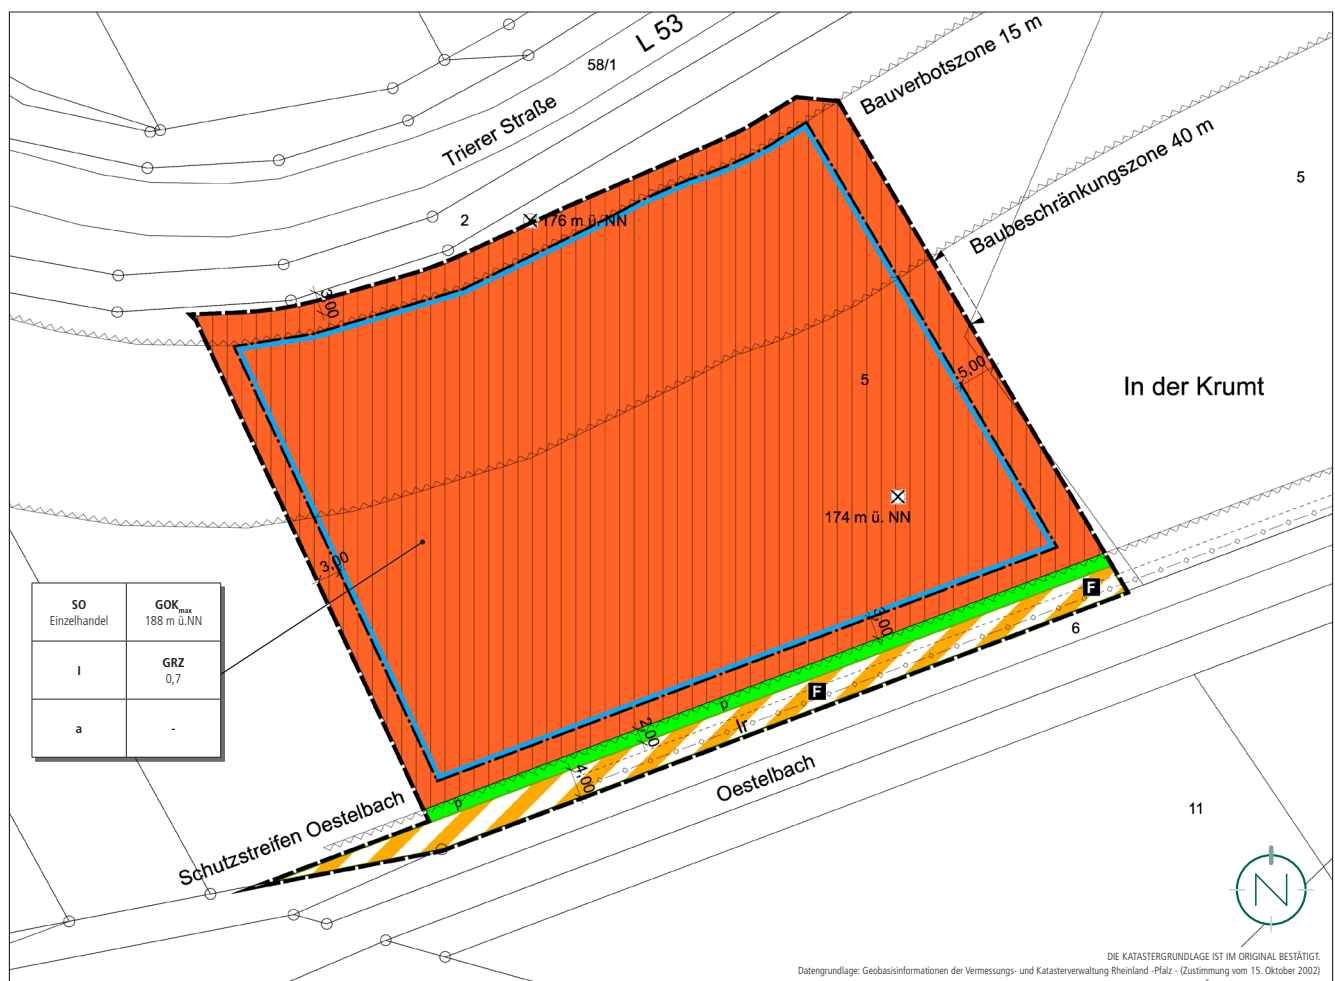 L 53
58/1
Trierer Straße
Bauverbotszone 15 m
Baubeschränkungszone 40 m
5
2
176 m ü. NN
3,00
5
5,00
In der Krumt
174 m ü. NN
3,00
SO
Einzelhandel
GOKmax
188 m ü.NN
I
GRZ
0,7
a
-
F
6
3,00
F
p
lr
2,00
4,00
p
Oestelbach
Schutzstreifen Oestelbach
11
N
DIE KATASTERGRUNDLAGE IST IM ORIGINAL BESTÄTIGT.
Datengrundlage: Geobasisinformationen der Vermessungs- und Katasterverwaltung Rheinland -Pfalz - (Zustimmung vom 15. Oktober 2002)